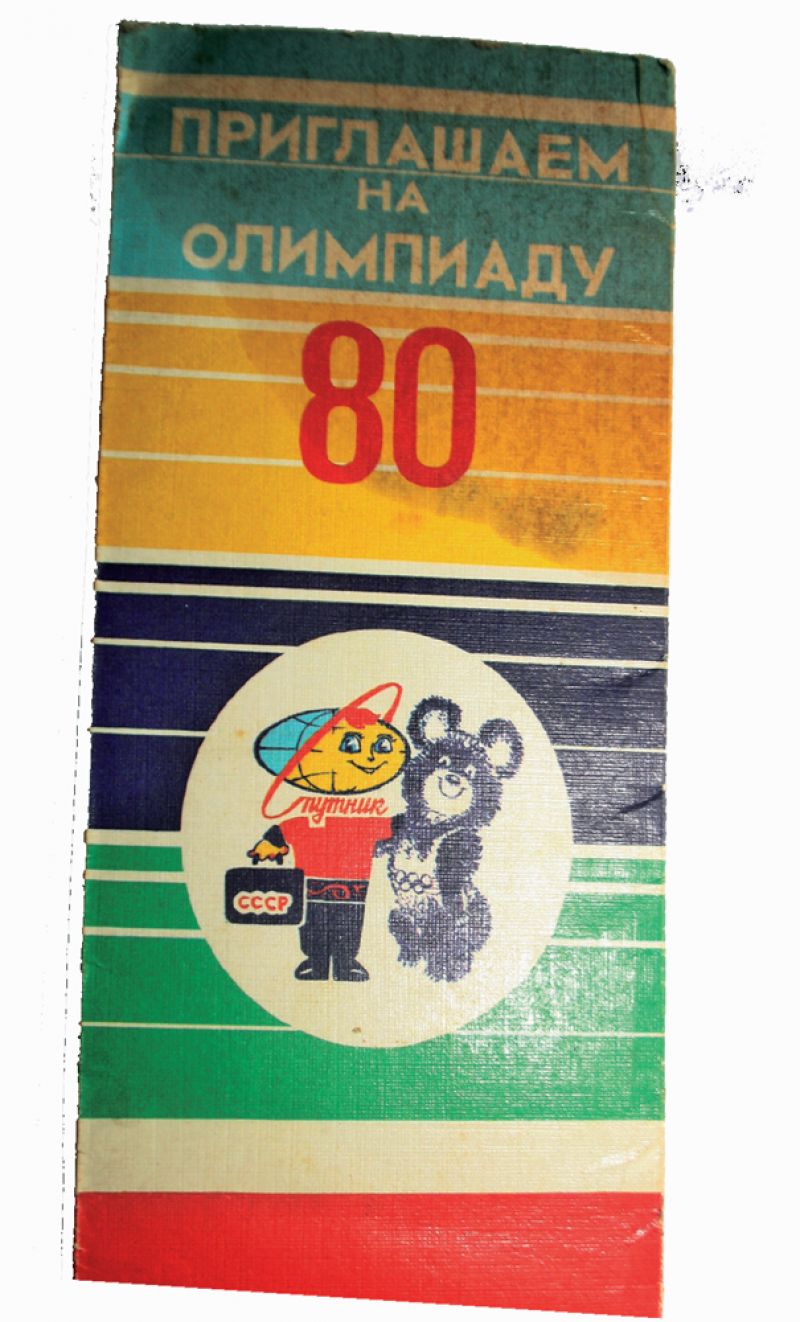 ПРИГЛАШАЕМ
НА
ОЛИМПИАДУ
80
Спутник
СССР